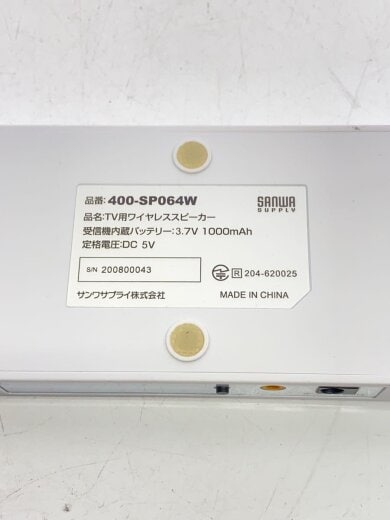 品番: 400-SP064W
SANWA
SUPPLY
品名:TV用ワイヤレススピーカー
受信機内蔵バッテリー:3.7V 1000mAh
定格電圧:DC 5V
S/N 200800043
R 204-620025
サンワサプライ株式会社
MADE IN CHINA